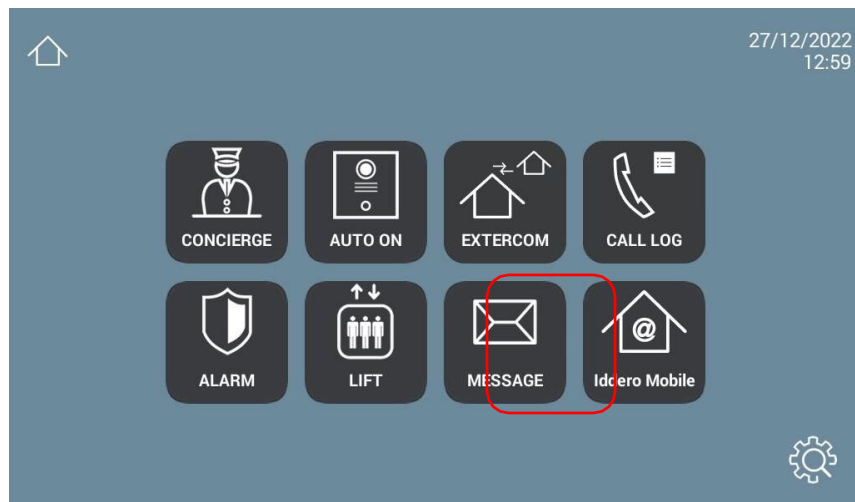 27/12/2022
12:59
CONCIERGE
AUTO ON
EXTERCOM
CALL LOG
ALARM
LIFT
MESSAGE
@
Iddero Mobile